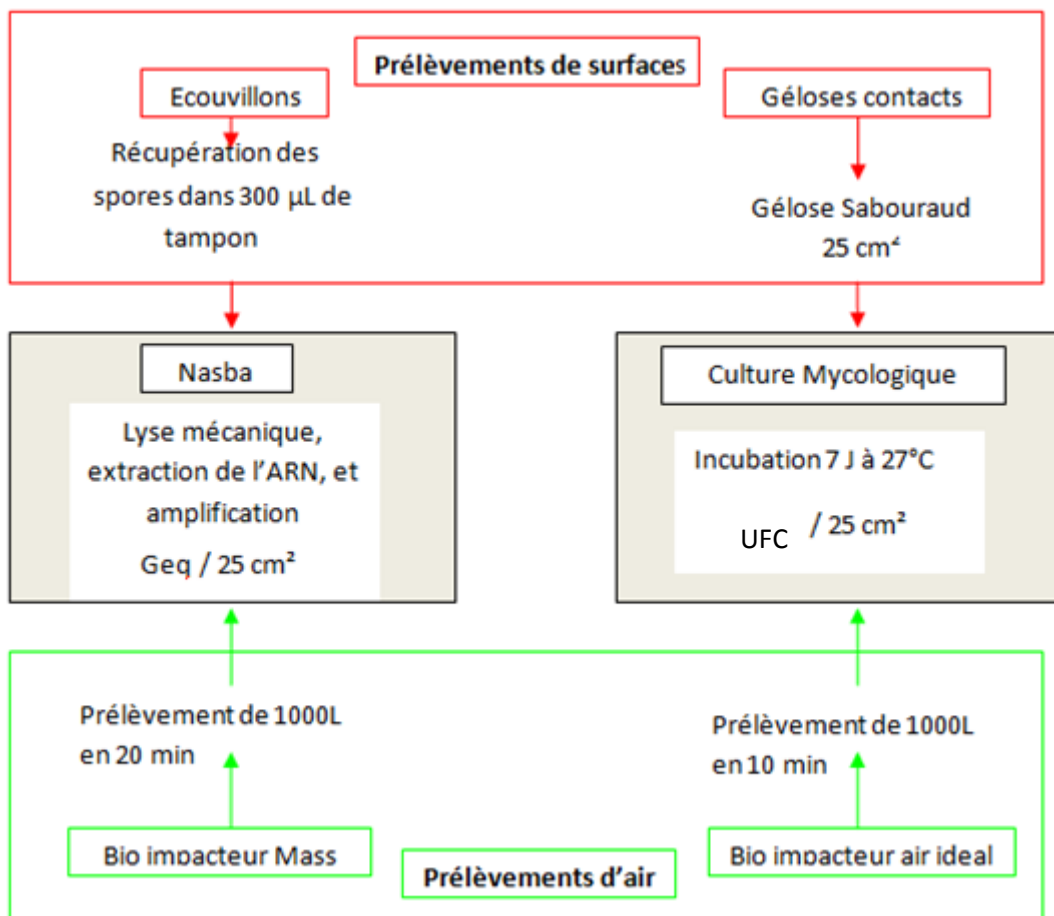 Prélèvements de surfaces
Ecouvillons
Récupération des
spores dans 300 µL de
tampon
Géloses contacts
Gélose Sabouraud
25 cm²
Nasba
Lyse mécanique,
extraction de l'ARN, et
amplification
Geq / 25 cm²
Culture Mycologique
Incubation 7 J à 27°C
UFC / 25 cm²
Prélèvement de 1000L
en 20 min
Bio impacteur Mass
Prélèvement de 1000L
en 10 min
Bio impacteur air ideal
Prélèvements d'air